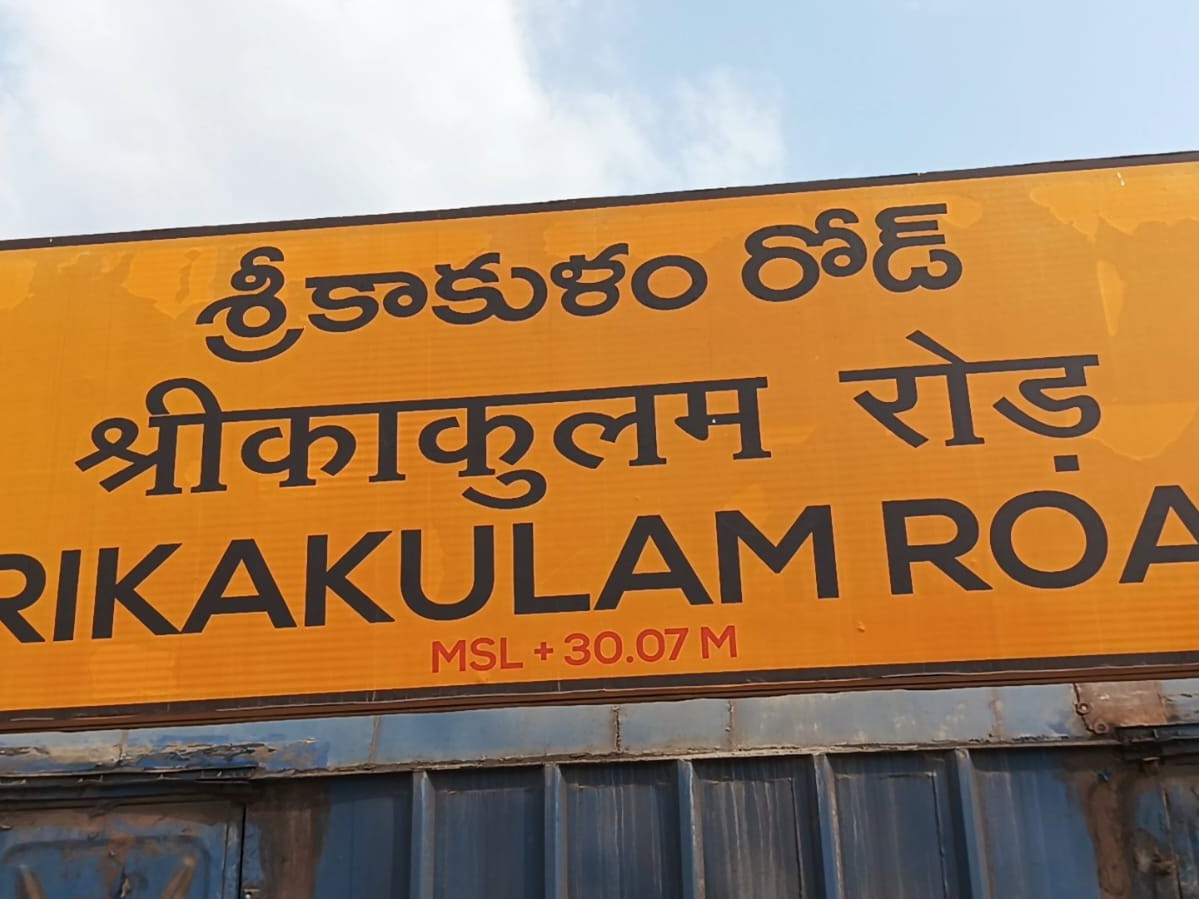 శ్రీకాకుళం రోడ్
श्रीकाकुलम रोड़
RIKAKULAM ROA
MSL + 30.07 M